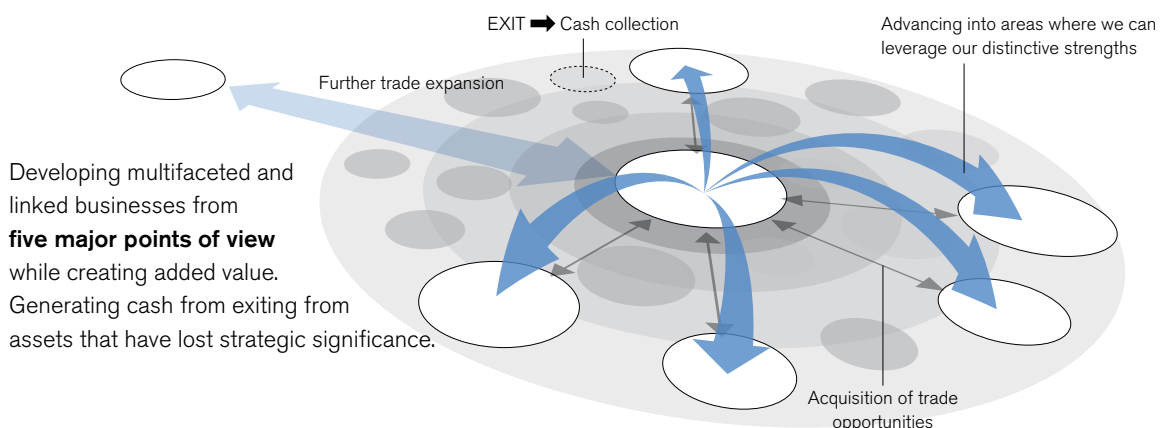 EXIT ➡ Cash collection
Advancing into areas where we can
leverage our distinctive strengths
Further trade expansion
Developing multifaceted and
linked businesses from
five major points of view
while creating added value.
Generating cash from exiting from
assets that have lost strategic significance.
Acquisition of trade
opportunities